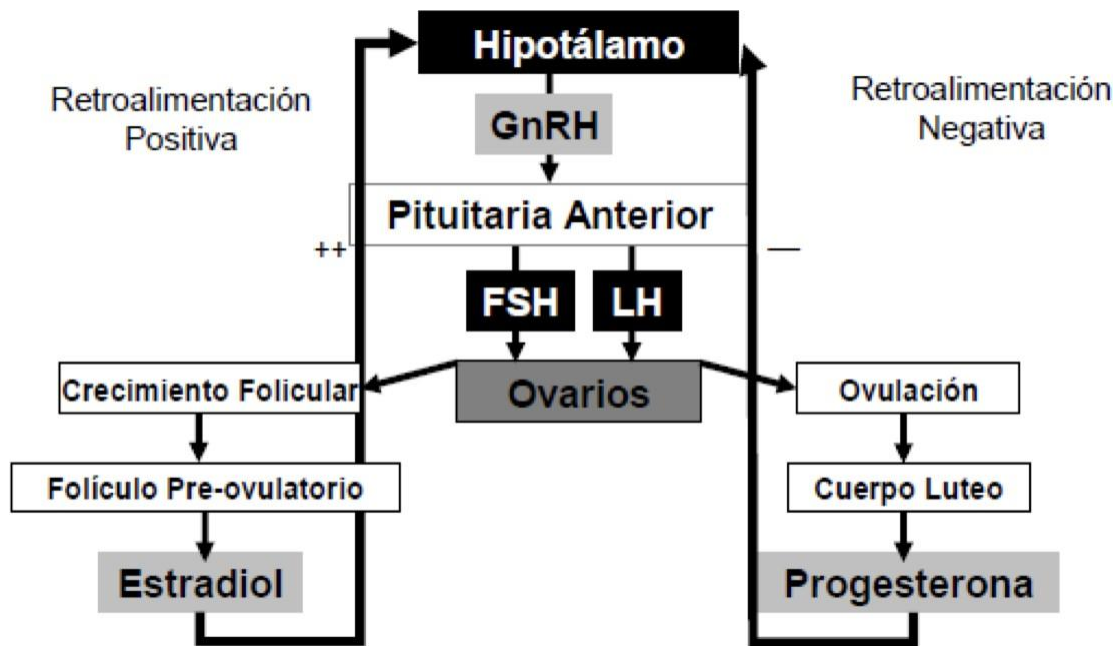 Hipotálamo
Retroalimentación
Positiva
Retroalimentación
Negativa
GnRH
Pituitaria Anterior
++
—
FSH
LH
Crecimiento Folicular
Ovarios
Ovulación
Folículo Pre-ovulatorio
Cuerpo Luteo
Estradiol
Progesterona